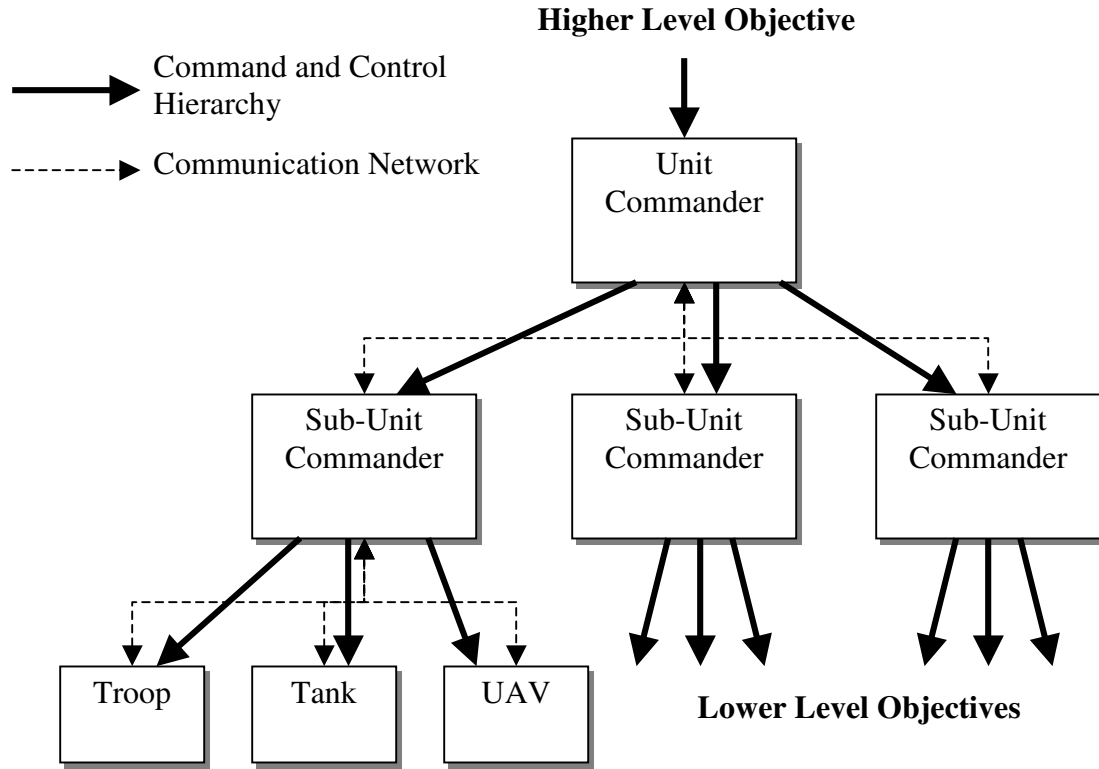 Higher Level Objective
Command and Control
Hierarchy
Communication Network
Unit
Commander
Sub-Unit
Commander
Sub-Unit
Commander
Sub-Unit
Commander
Troop
Tank
UAV
Lower Level Objectives